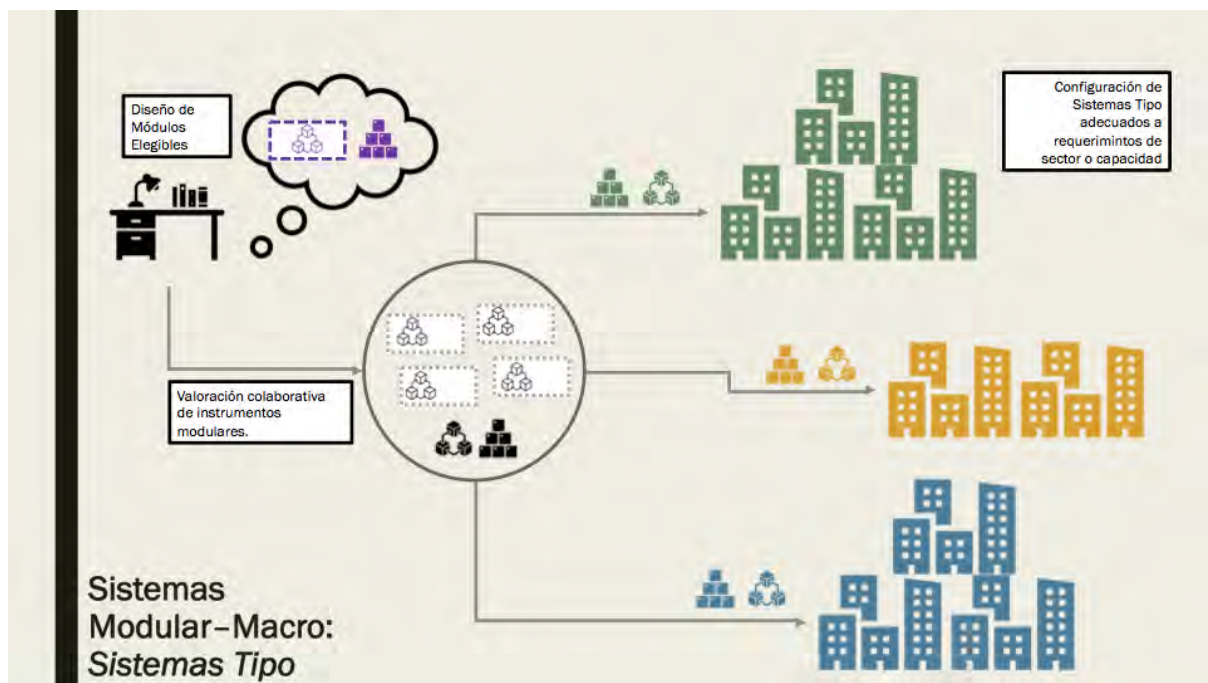 Diseño de
Módulos
Elegibles
Configuración de
Sistemas Tipo
adecuados a
requerimintos de
sector o capacidad
Valoración colaborativa
de instrumentos
modulares.
Sistemas
Modular–Macro:
Sistemas Tipo